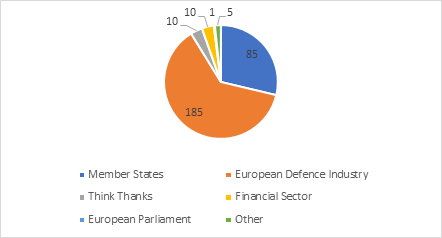 10 1 5
10
85
185
Member States European Defence Industry
Think Thanks Financial Sector
European Parliament Other